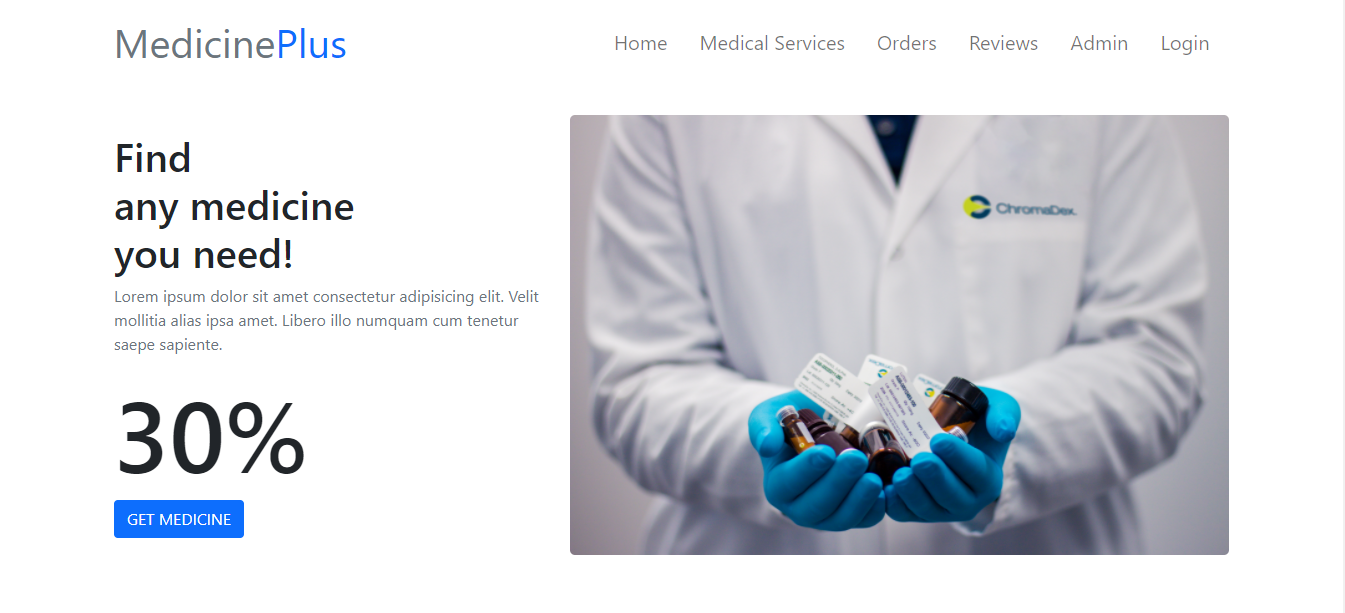 MedicinePlus
Home Medical Services Orders Reviews Admin Login
Find
any medicine
you need!
Lorem ipsum dolor sit amet consectetur adipisicing elit. Velit
mollitia alias ipsa amet. Libero illo numquam cum tenetur
saepe sapiente.
30%
GET MEDICINE
ChromaDex